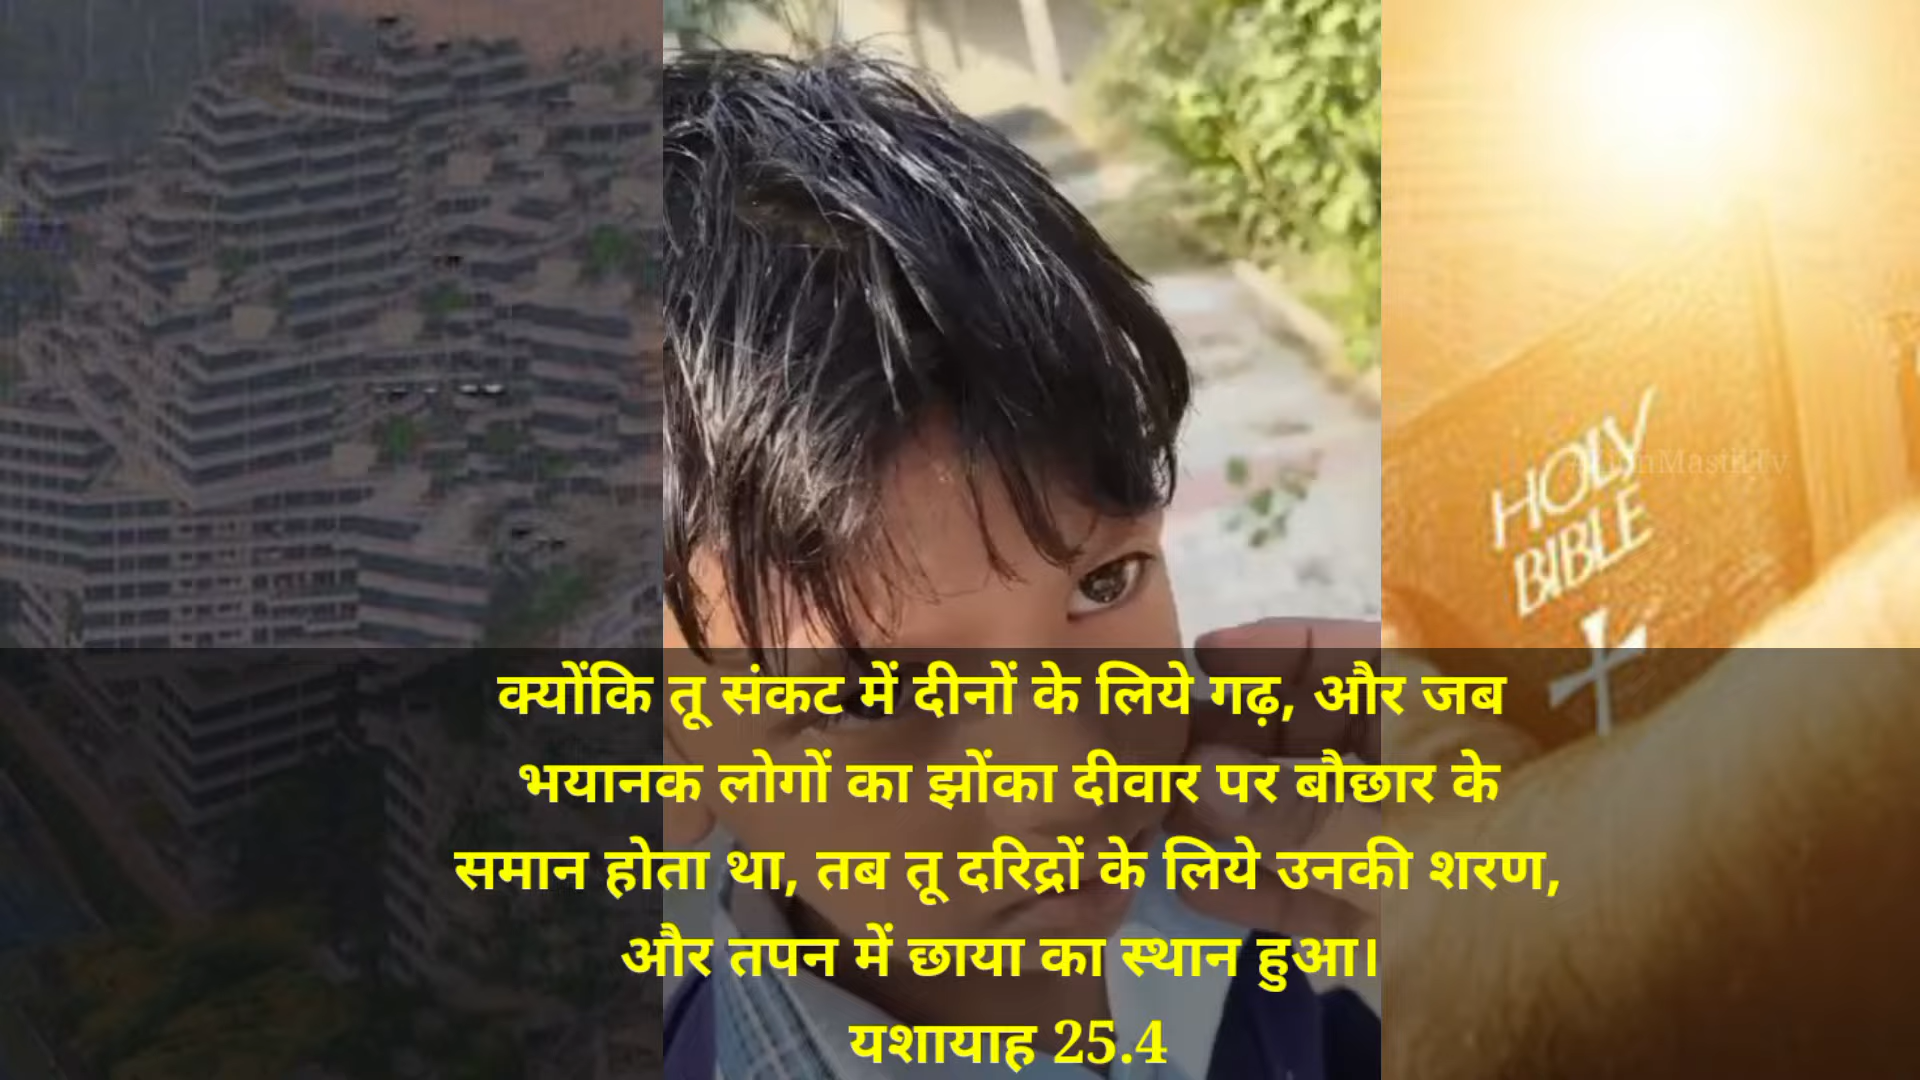 HOLY
BIBLE
क्योंकि तू संकट में दीनों के लिये गढ़, और जब
भयानक लोगों का झोंका दीवार पर बौछार के
समान होता था, तब तू दरिद्रों के लिये उनकी शरण,
और तपन में छाया का स्थान हुआ।
यशायाह 25.4